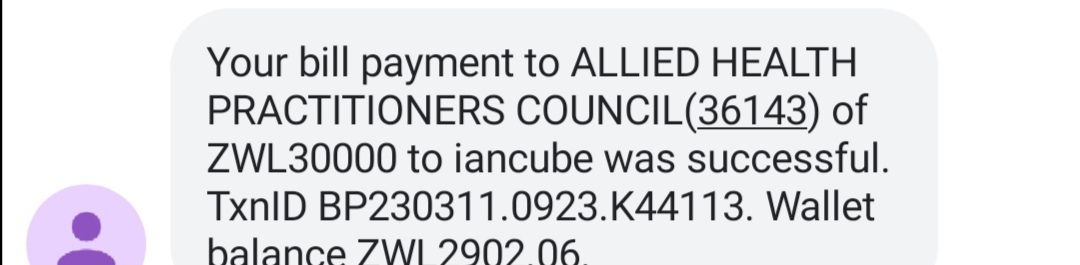 Your bill payment to ALLIED HEALTH
PRACTITIONERS COUNCIL(36143) of
ZWL30000 to iancube was successful.
TxnID BP230311.0923.K44113. Wallet
balance ZWL2902.06.